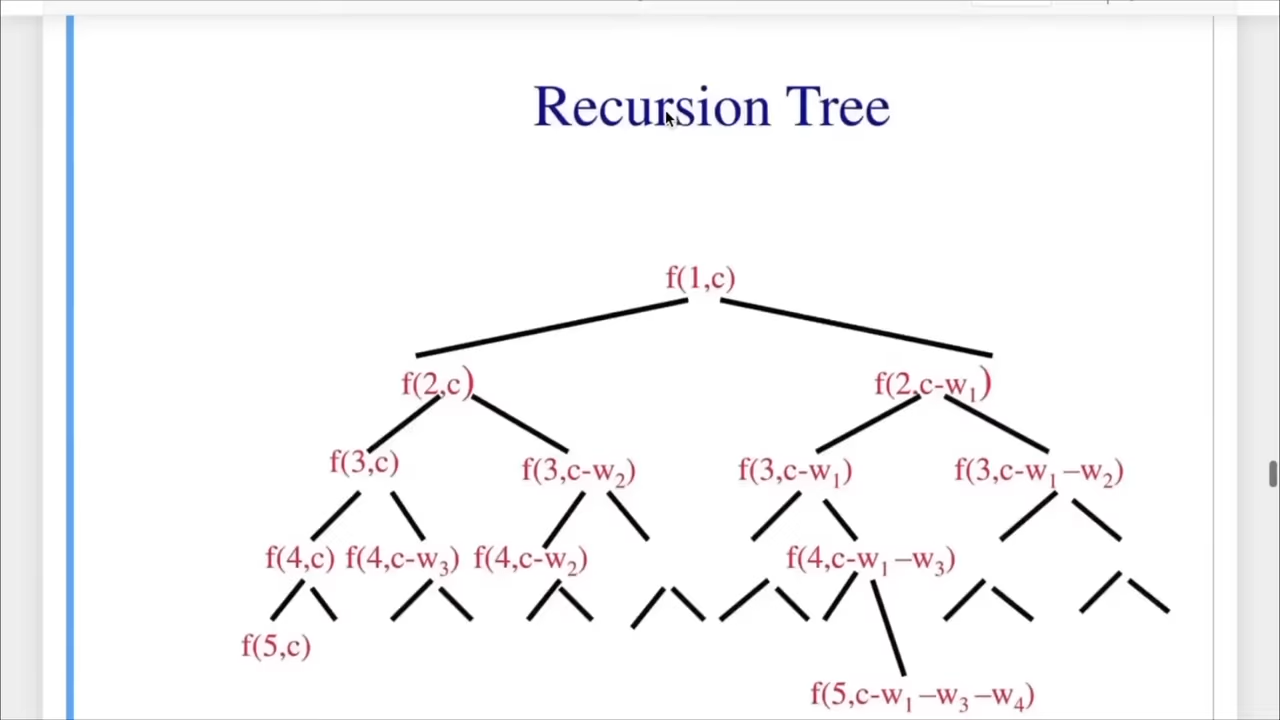 Recursion Tree
f(1,c)
f(2,c) f(2,c-w₁)
f(3,c) f(3,c-w₂) f(3,c-w₁) f(3,c-w₁ –w₂)
f(4,c) f(4,c-w₃) f(4,c-w₂) f(4,c-w₁ –w₃)
f(5,c)
f(5,c-w₁ –w₃ –w₄)